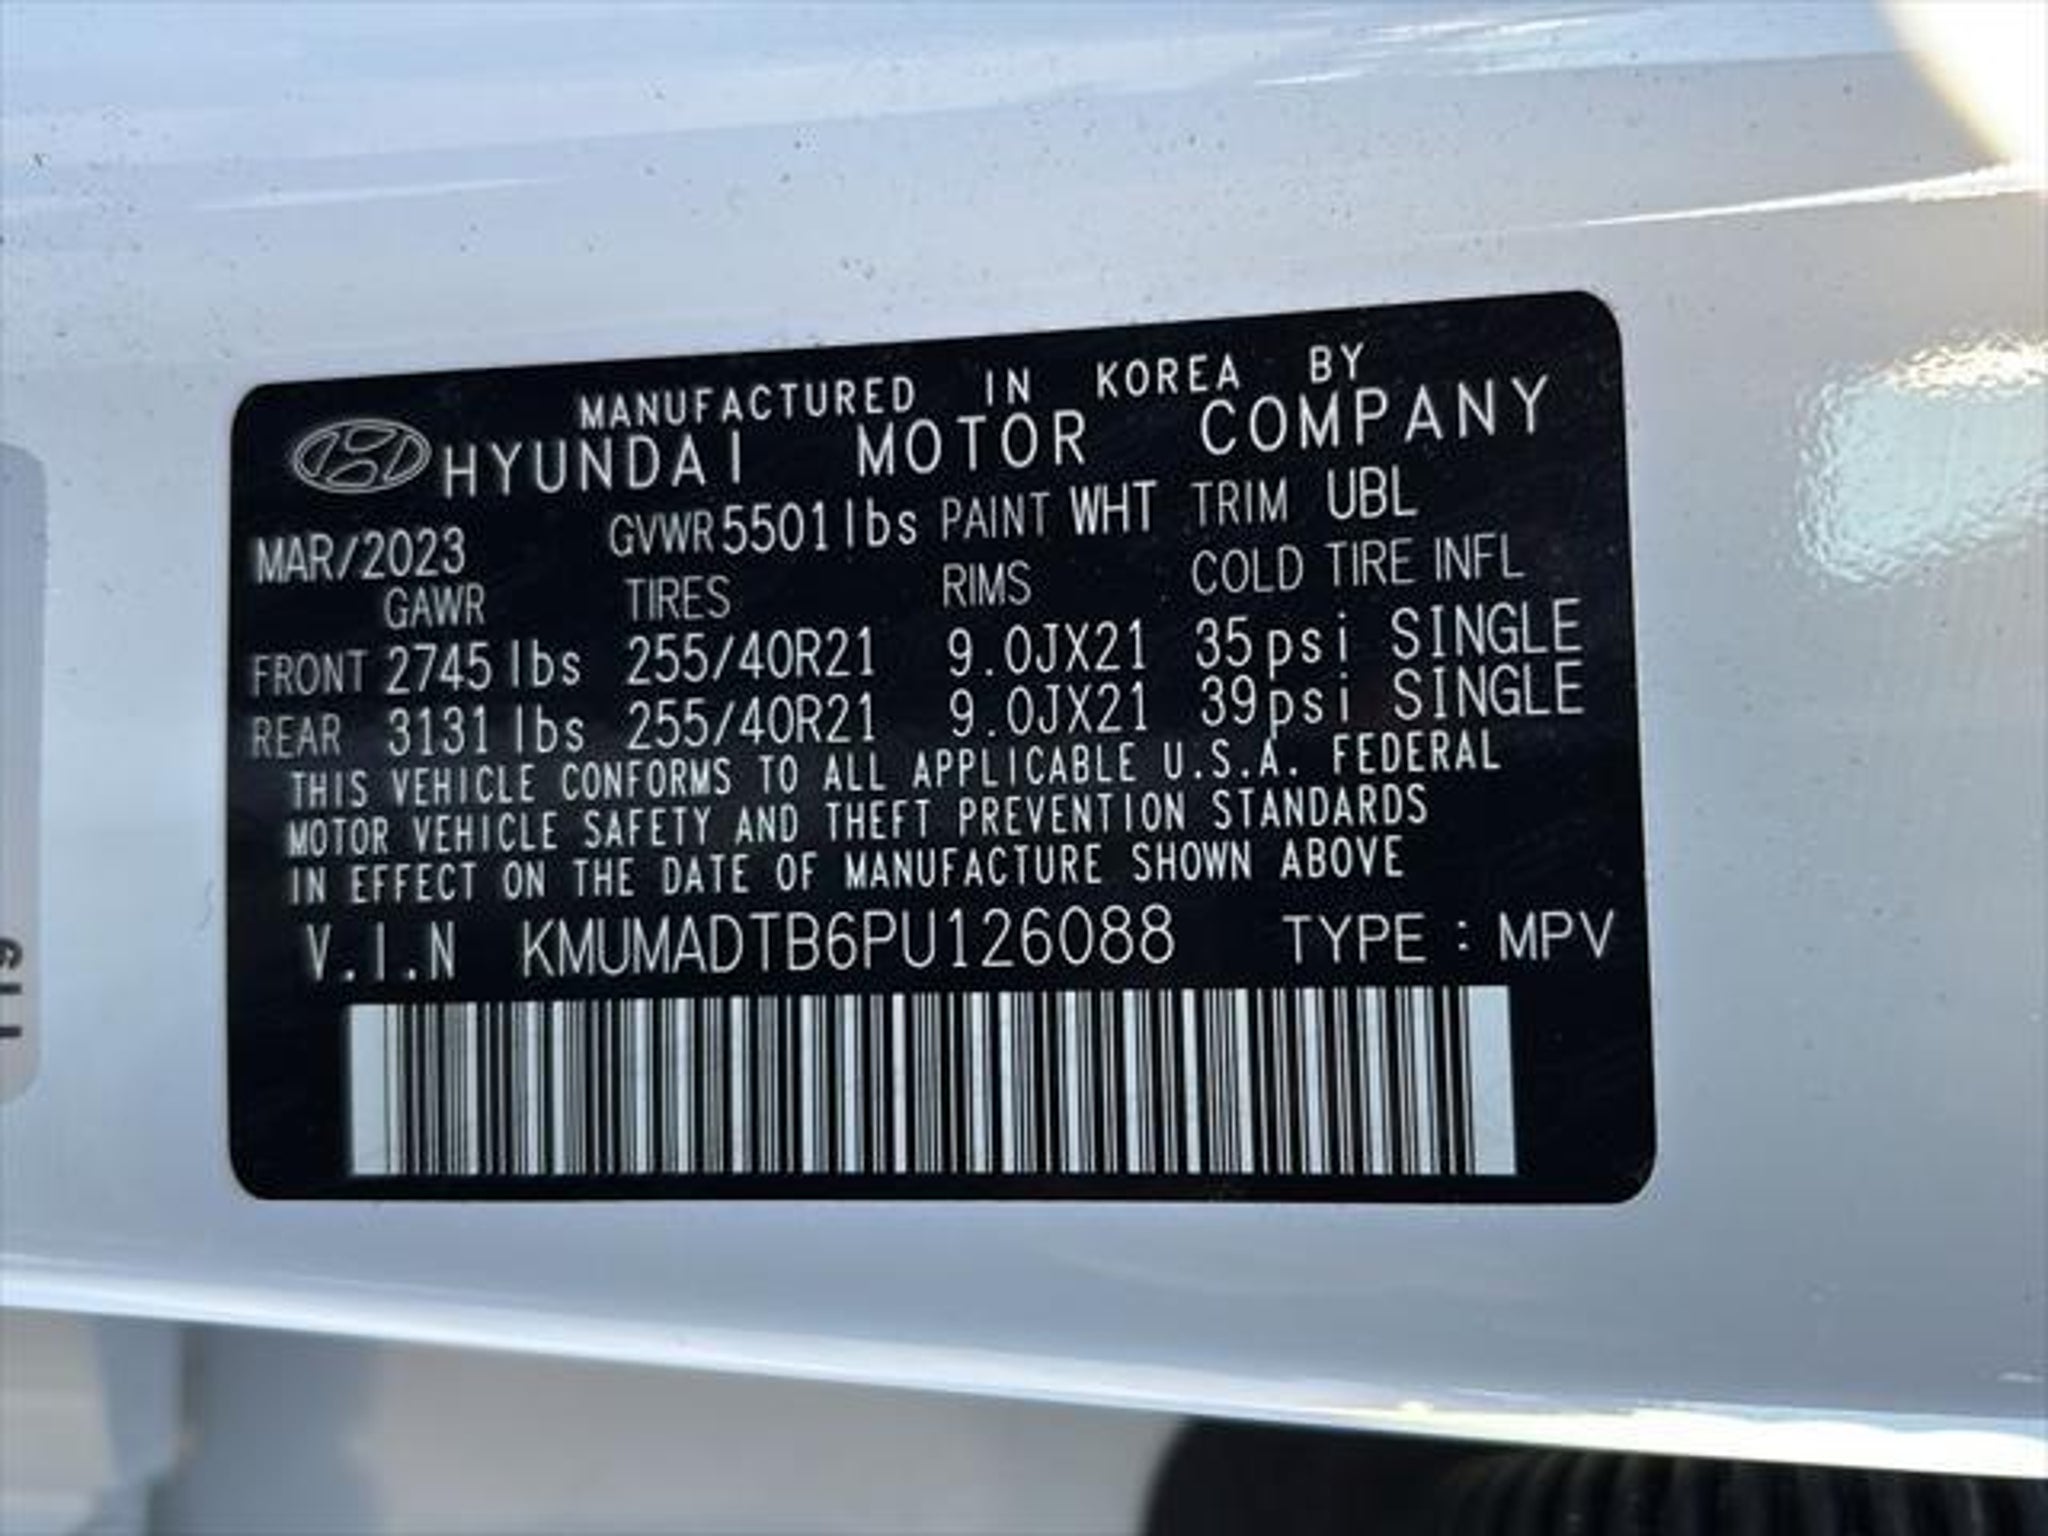 MANUFACTURED IN KOREA BY
HYUNDAI MOTOR COMPANY
MAR/2023 GVWR 5501 lbs PAINT WHT TRIM UBL
GAWR TIRES RIMS COLD TIRE INFL
FRONT 2745 lbs 255/40R21 9.0JX21 35psi SINGLE
REAR 3131 lbs 255/40R21 9.0JX21 39psi SINGLE
THIS VEHICLE CONFORMS TO ALL APPLICABLE U.S.A. FEDERAL
MOTOR VEHICLE SAFETY AND THEFT PREVENTION STANDARDS
IN EFFECT ON THE DATE OF MANUFACTURE SHOWN ABOVE
V.I.N KMUMADTB6PU126088 TYPE : MPV